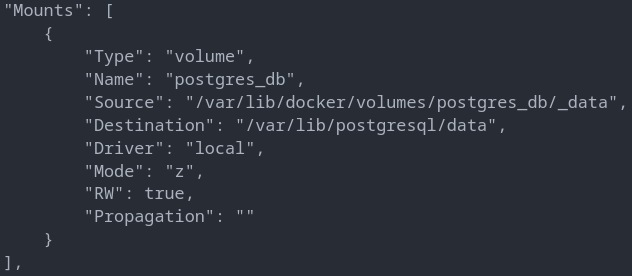 "Mounts": [
    {
        "Type": "volume",
        "Name": "postgres_db",
        "Source": "/var/lib/docker/volumes/postgres_db/_data",
        "Destination": "/var/lib/postgresql/data",
        "Driver": "local",
        "Mode": "z",
        "RW": true,
        "Propagation": ""
    }
],